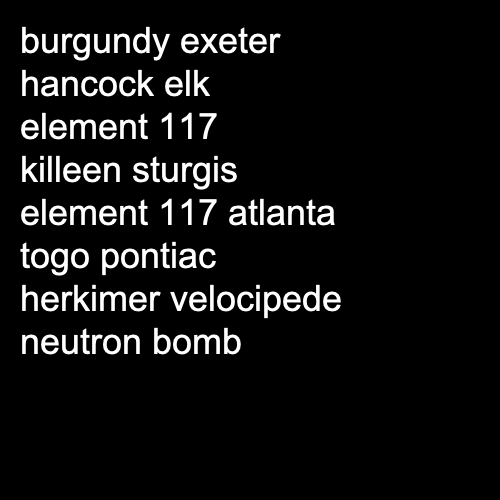 burgundy exeter
hancock elk
element 117
killeen sturgis
element 117 atlanta
togo pontiac
herkimer velocipede
neutron bomb